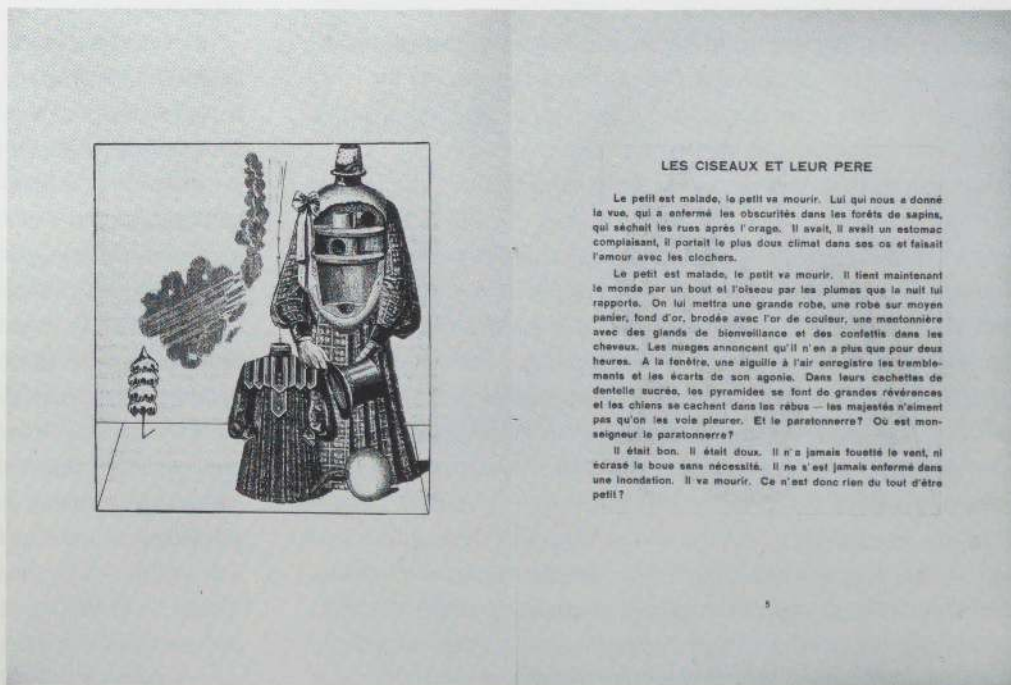 LES CISEAUX ET LEUR PERE
Le petit est malade, le petit va mourir. Lui qui nous a donné
la vue, qui a enfermé les obscurités dans les forêts de sapins,
qui séchait les rues après l'orage. Il avait, il avait un estomac
complaisant, il portait le plus doux climat dans ses os et faisait
l'amour avec les clochers.
Le petit est malade, le petit va mourir. Il tient maintenant
le monde par un bout et l'oiseau par les plumes que la nuit lui
rapporte. On lui mettra une grande robe, une robe sur moyen
panier, fond d'or, brodée avec l'or de couleur, une mentonnière
avec des glands de bienveillance et des confettis dans les
cheveux. Les nuages annoncent qu'il n'en a plus que pour deux
heures. A la fenêtre, une aiguille à l'air enregistre les tremble-
ments et les écarts de son agonie. Dans leurs cachettes de
dentelle sucrée, les pyramides se font de grandes révérences
et les chiens se cachent dans les rébus — les majestés n'aiment
pas qu'on les voie pleurer. Et le paratonnerre? Où est mon-
seigneur le paratonnerre?
Il était bon. Il était doux. Il n'a jamais fouetté le vent, ni
écrasé la boue sans nécessité. Il ne s'est jamais enfermé dans
une inondation. Il va mourir. Ce n'est donc rien du tout d'être
petit?
5